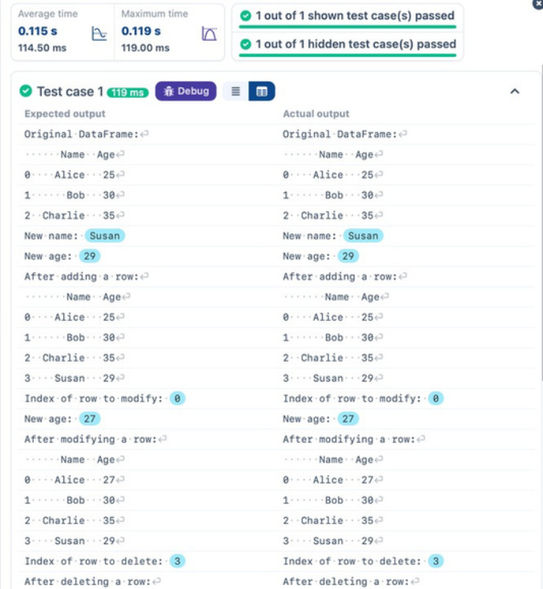 Average time
0.115 s
114.50 ms
Maximum time
0.119 s
119.00 ms
1 out of 1 shown test case(s) passed
1 out of 1 hidden test case(s) passed
Test case 1 119 ms Debug
Expected output Actual output
Original·DataFrame:↵ Original·DataFrame:↵
······Name··Age↵ ······Name··Age↵
0····Alice···25↵ 0····Alice···25↵
1······Bob···30↵ 1······Bob···30↵
2··Charlie···35↵ 2··Charlie···35↵
New·name:·Susan New·name:·Susan
New·age:·29 New·age:·29
After·adding·a·row:↵ After·adding·a·row:↵
······Name··Age↵ ······Name··Age↵
0····Alice···25↵ 0····Alice···25↵
1······Bob···30↵ 1······Bob···30↵
2··Charlie···35↵ 2··Charlie···35↵
3····Susan···29↵ 3····Susan···29↵
Index·of·row·to·modify:·0 Index·of·row·to·modify:·0
New·age:·27 New·age:·27
After·modifying·a·row:↵ After·modifying·a·row:↵
······Name··Age↵ ······Name··Age↵
0····Alice···27↵ 0····Alice···27↵
1······Bob···30↵ 1······Bob···30↵
2··Charlie···35↵ 2··Charlie···35↵
3····Susan···29↵ 3····Susan···29↵
Index·of·row·to·delete:·3 Index·of·row·to·delete:·3
After·deleting·a·row:↵ After·deleting·a·row:↵